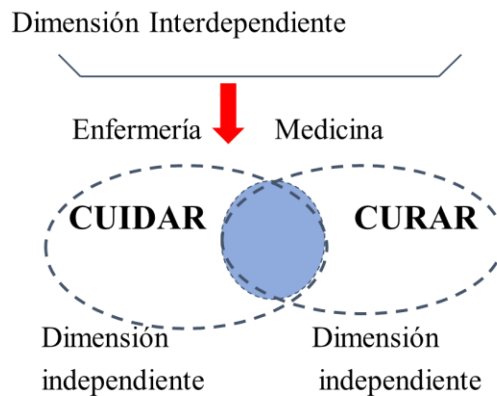 Dimensión Interdependiente
Enfermería Medicina
CUIDAR CURAR
Dimensión Dimensión
independiente independiente